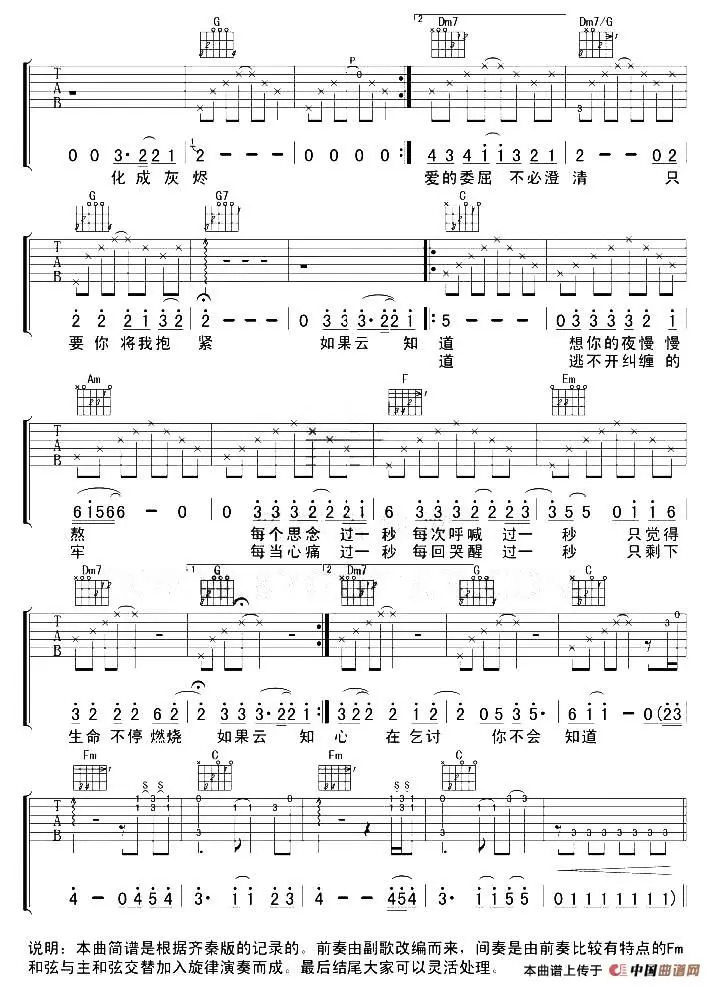 G 2 Dm7 Dm7/G
T A B P 0 3
0 0 3· 2 2 1 2 - - - 0 0 0 0 :
4 3 4 1 1 3 2 1 2 - - 0 2
化成灰烬 爱的委屈 不必澄清 只
G G7 C
T A B
2 2 2 1 3 2 2 - - - 0 3 3 3· 2 2 1 5 - - - 0 3 3 3 3 2 1
要你 将我抱 紧 如果云 知 道 想你的夜慢慢
道 逃不开纠缠的
Am F Em
T A B
6 1 5 6 6 - 0 0 3 3 3 2 2 2 2 1 6 3 3 3 3 2 2 2 3 3 5 5 0 1 1 6
熬 每个思念 过一 秒 每次呼喊 过一 秒 只觉得
牢 每当心痛 过一 秒 每回哭醒 过一 秒 只剩下
Dm7 1 G 2 Dm7 G C
T A B 3 0
3 2 2 2 6 2 2 0 3 3 3· 2 2 1 :
3 2 2 2 1 2 2 0 5 3 5· 6 1 1 - 0 (2 3
生命 不停 燃烧 如果云 知 心 在乞讨 你不会 知道
Fm C Fm C
T A B S S
4 - 0 4 5 4 3· 1 1 2 3 4 - - 4 5 4 3· 1 1 5 5 0 1 1 1 1 1 1 1 )
说明：本曲简谱是根据齐秦版的记录的。前奏由副歌改编而来，间奏是由前奏比较有特点的Fm
和弦与主和弦交替加入旋律演奏而成。最后结尾大家可以灵活处理。 本曲谱上传于 中国曲谱网